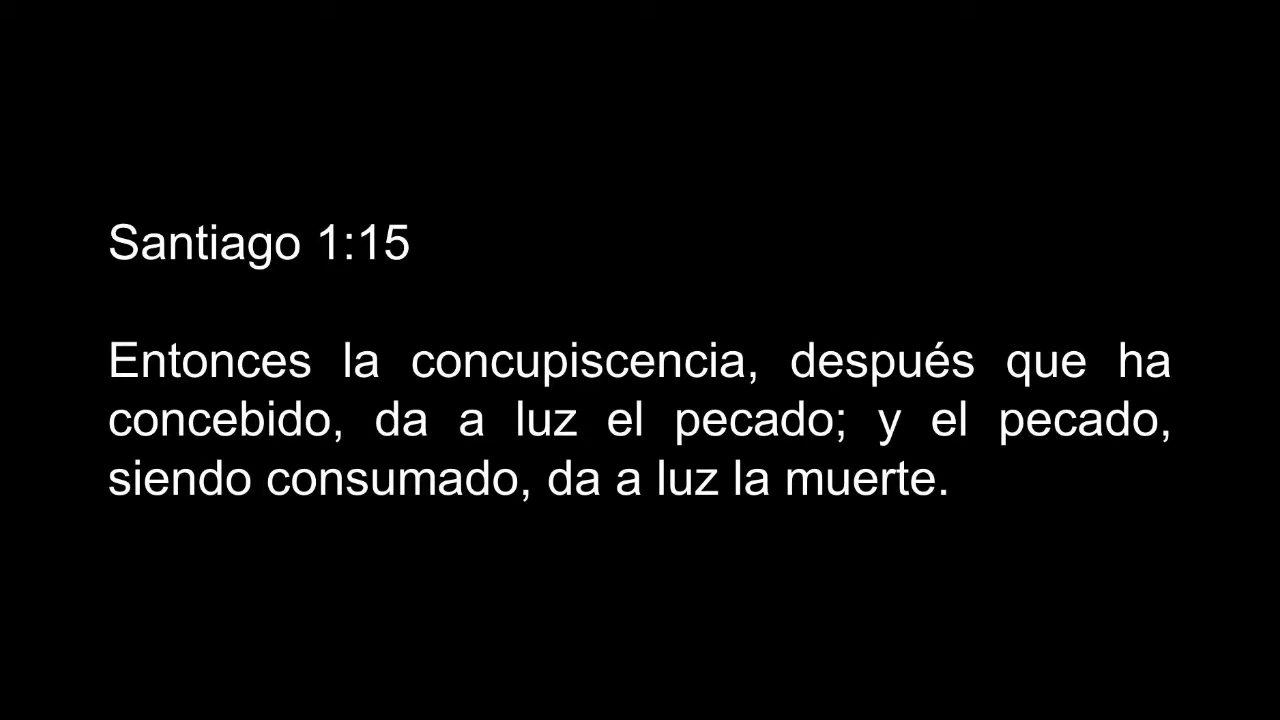 Santiago 1:15
Entonces la concupiscencia, después que ha
concebido, da a luz el pecado; y el pecado,
siendo consumado, da a luz la muerte.